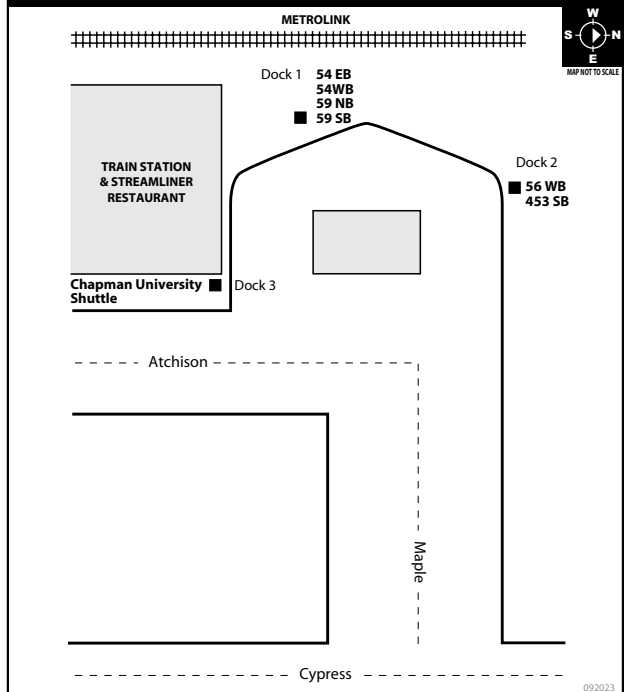 METROLINK
W
S N
E
MAP NOT TO SCALE
Dock 1 54 EB
54WB
59 NB
59 SB
Dock 2
56 WB
453 SB
TRAIN STATION
& STREAMLINER
RESTAURANT
Chapman University
Shuttle
Dock 3
Atchison
Maple
Cypress
092023